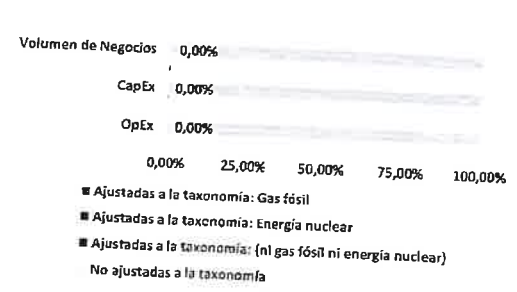 Volumen de Negocios 0,00%
CapEx 0,00%
OpEx 0,00%
0,00% 25,00% 50,00% 75,00% 100,00%
Ajustadas a la taxonomía: Gas fósil
Ajustadas a la taxonomía: Energía nuclear
Ajustadas a la taxonomía: (ni gas fósil ni energía nuclear)
No ajustadas a la taxonomía